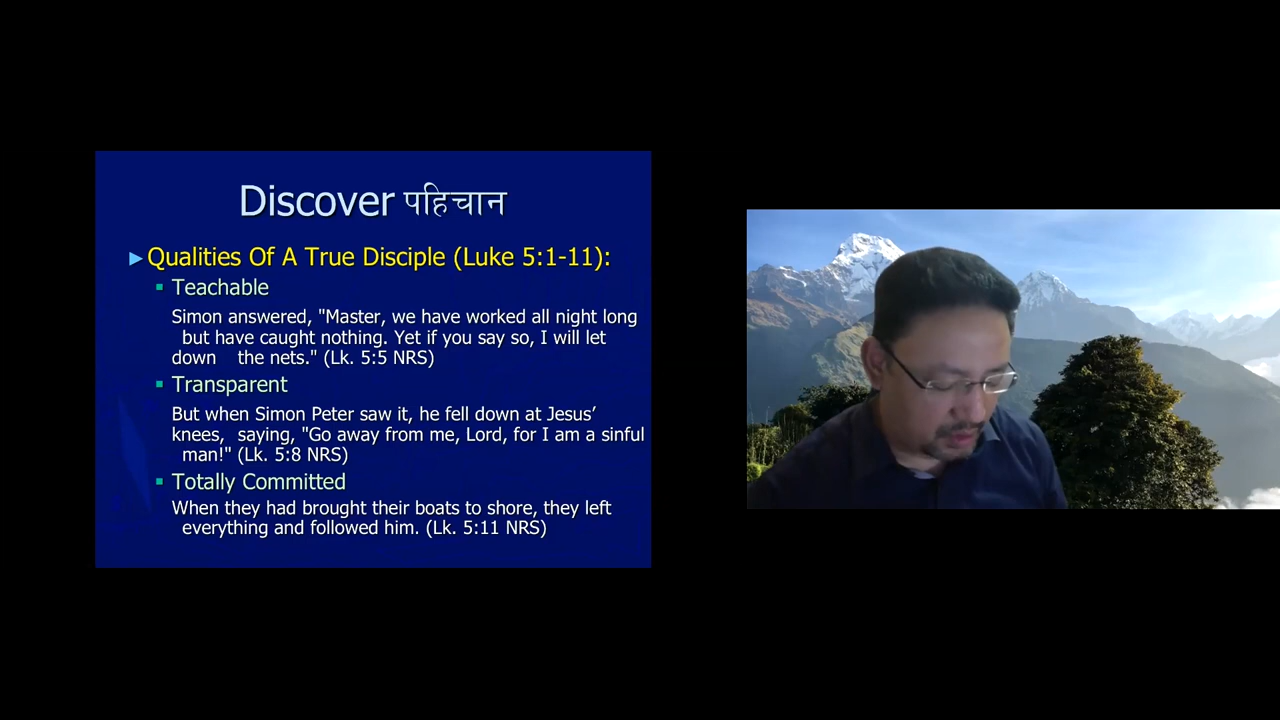 Discover पहिचान
Qualities Of A True Disciple (Luke 5:1-11):
Teachable
Simon answered, "Master, we have worked all night long
but have caught nothing. Yet if you say so, I will let
down the nets." (Lk. 5:5 NRS)
Transparent
But when Simon Peter saw it, he fell down at Jesus’
knees, saying, "Go away from me, Lord, for I am a sinful
man!" (Lk. 5:8 NRS)
Totally Committed
When they had brought their boats to shore, they left
everything and followed him. (Lk. 5:11 NRS)